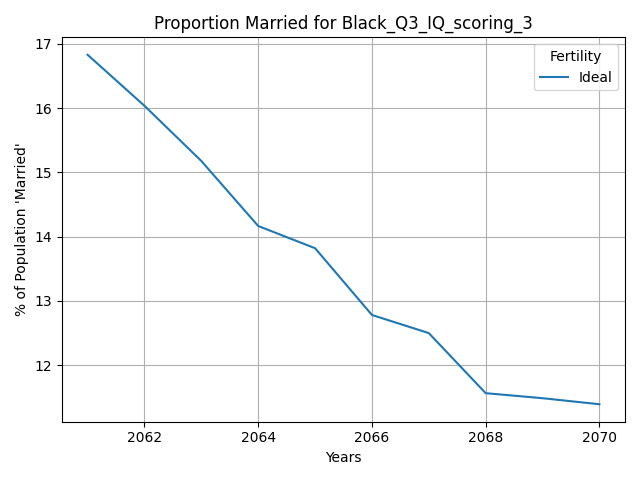 Proportion Married for Black_Q3_IQ_scoring_3
17
16
15
14
13
12
% of Population 'Married'
Fertility
Ideal
2062 2064 2066 2068 2070
Years